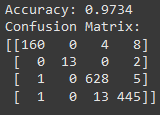 Accuracy: 0.9734
Confusion Matrix:
[[160   0   4   8]
 [  0  13   0   2]
 [  1   0 628   5]
 [  1   0  13 445]]